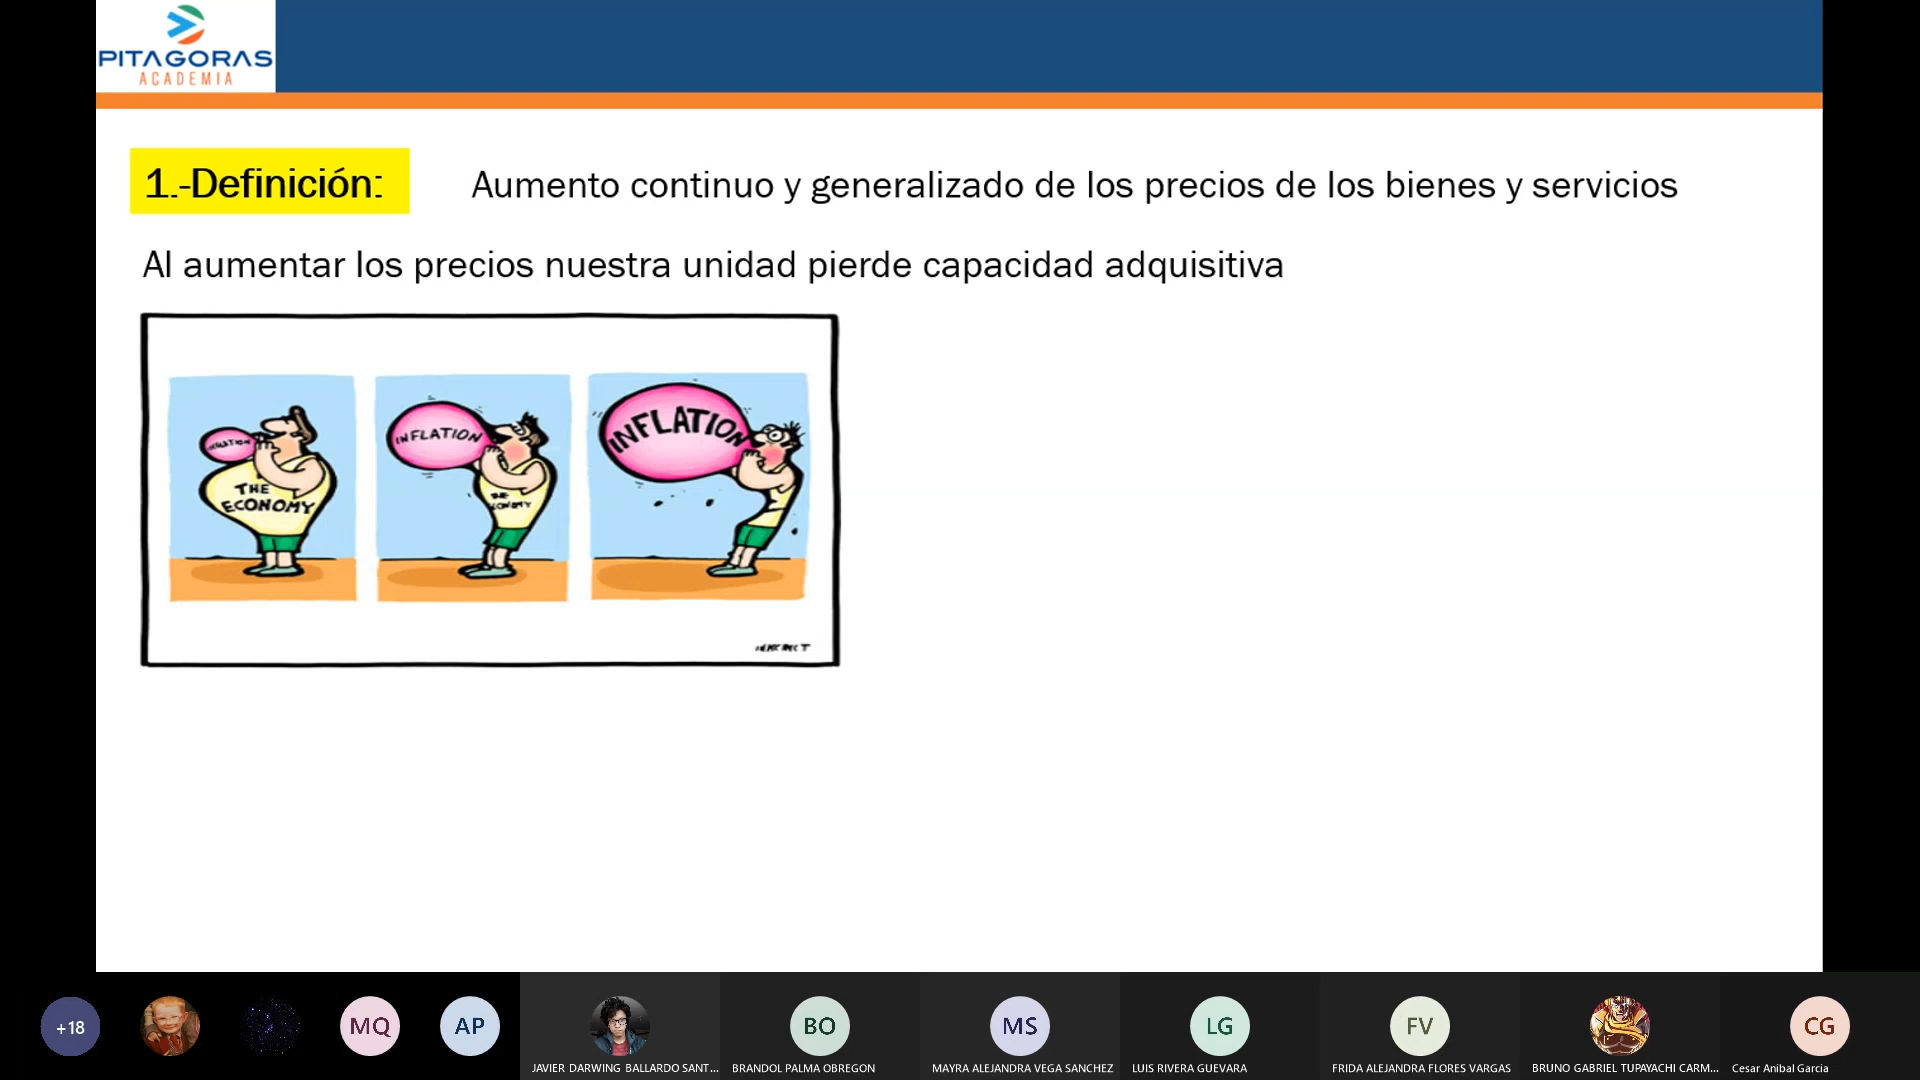 PITAGORAS
ACADEMIA
1.-Definición:
Aumento continuo y generalizado de los precios de los bienes y servicios
Al aumentar los precios nuestra unidad pierde capacidad adquisitiva
THE
ECONOMY
INFLATION
INFLATION
+18
MQ
AP
JAVIER DARWING BALLARDO SANT...
BO
BRANDOL PALMA OBREGON
MS
MAYRA ALEJANDRA VEGA SANCHEZ
LG
LUIS RIVERA GUEVARA
FV
FRIDA ALEJANDRA FLORES VARGAS
BRUNO GABRIEL TUPAYACHI CARM...
CG
Cesar Anibal Garcia